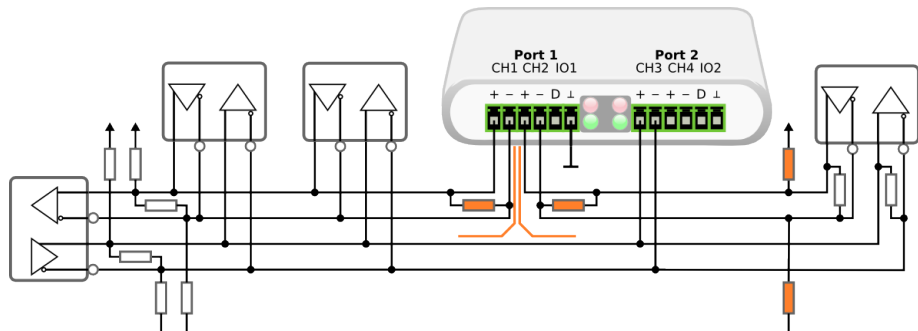 Port 1 Port 2
CH1 CH2 IO1 CH3 CH4 IO2
+ − + − D ⊥ + − + − D ⊥